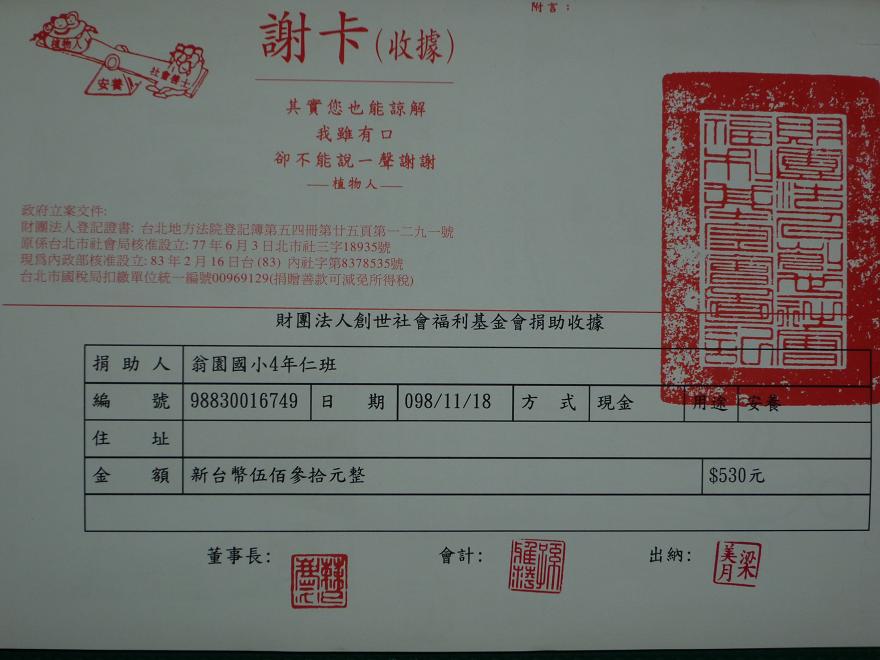 附言：
植物人
安養
社會善士
謝卡(收據)
其實您也能諒解
我雖有口
卻不能說一聲謝謝
—植物人—
政府立案文件:
財團法人登記證書: 台北地方法院登記簿第五四冊第廿五頁第一二九一號
原係台北市社會局核准設立: 77 年 6 月 3 日北市社三字18935號
現爲內政部核准設立: 83 年 2 月 16 日台 (83) 內社字第8378535號
台北市國稅局扣繳單位統一編號00969129(捐贈善款可減免所得稅)
財團法人創世社會福利基金會捐助收據
捐助人 翁園國小4年仁班
編號 98830016749 日期 098/11/18 方式 現金 用途 安養
住址
金額 新台幣伍佰參拾元整 $530元
董事長: 會計: 出納: 梁美月